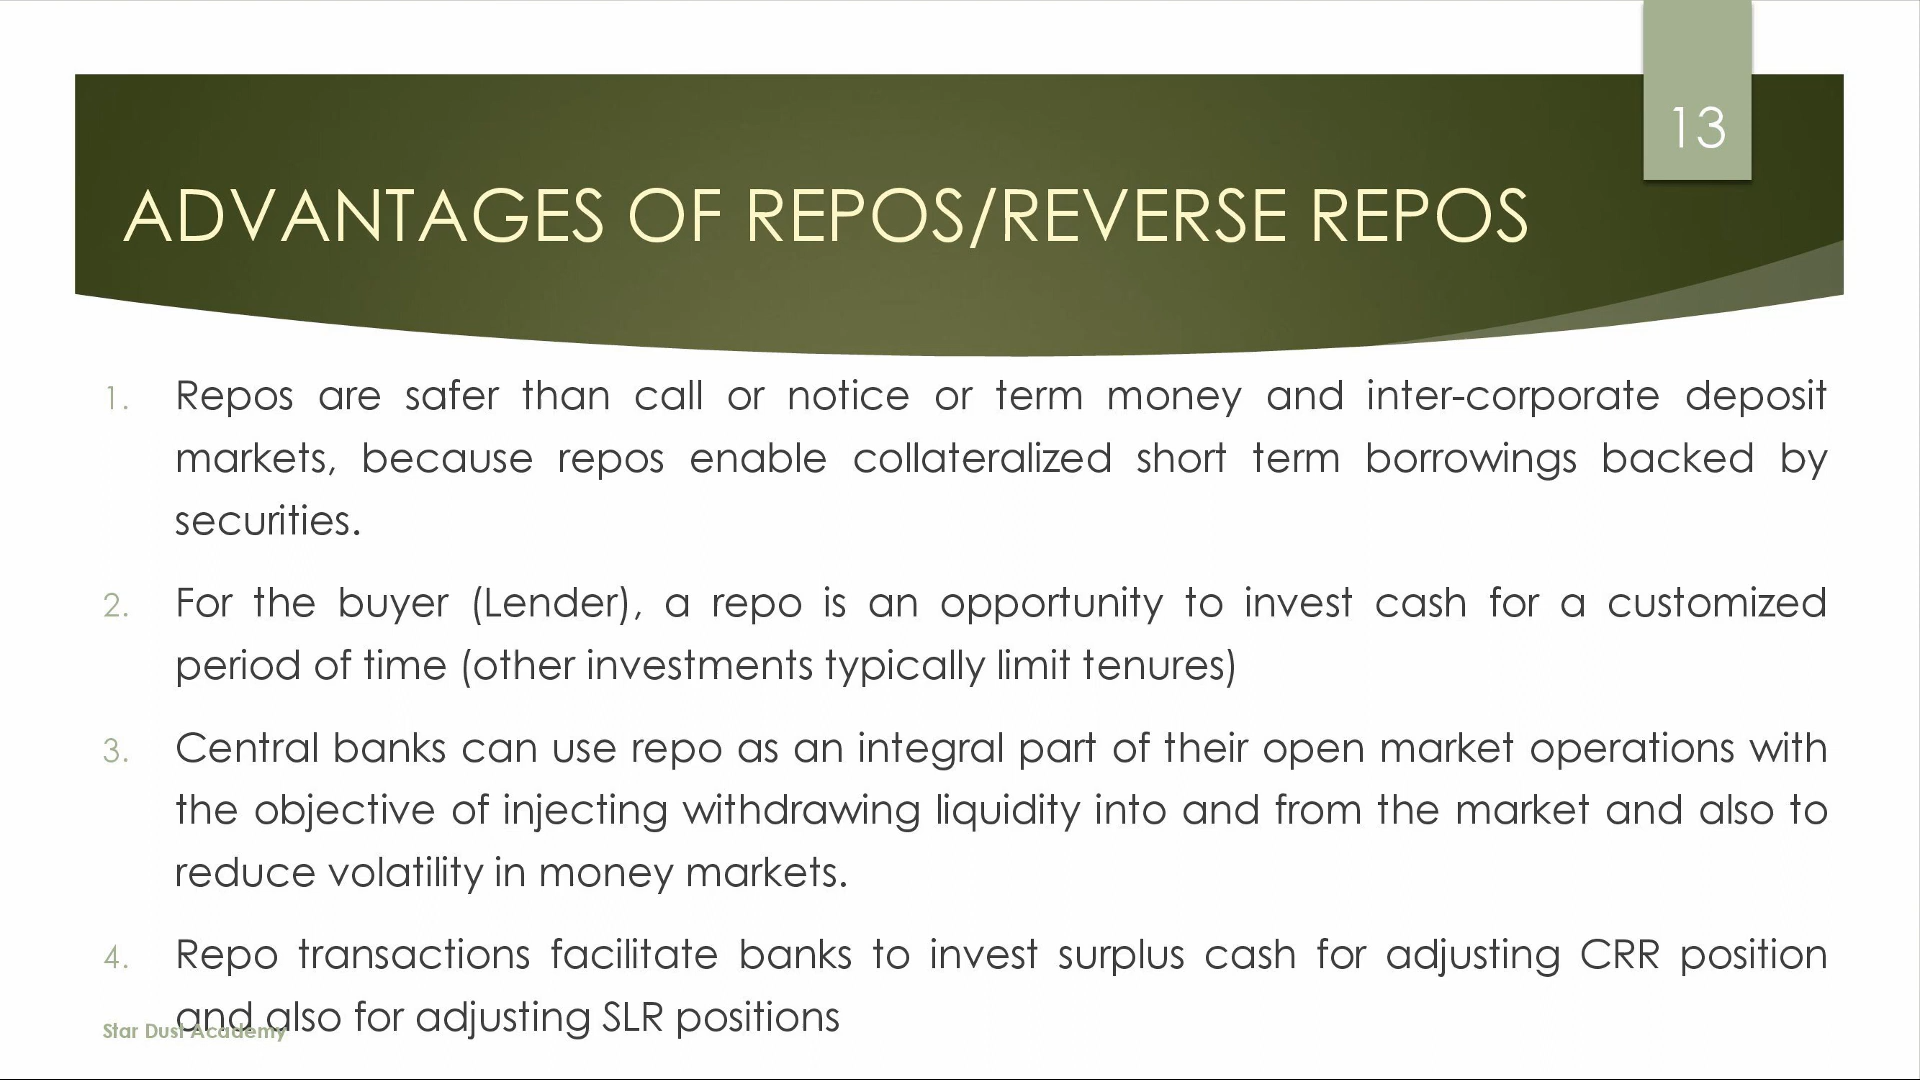 13
ADVANTAGES OF REPOS/REVERSE REPOS
1. Repos are safer than call or notice or term money and inter-corporate deposit
markets, because repos enable collateralized short term borrowings backed by
securities.
2. For the buyer (Lender), a repo is an opportunity to invest cash for a customized
period of time (other investments typically limit tenures)
3. Central banks can use repo as an integral part of their open market operations with
the objective of injecting withdrawing liquidity into and from the market and also to
reduce volatility in money markets.
4. Repo transactions facilitate banks to invest surplus cash for adjusting CRR position
and also for adjusting SLR positions
Star Dust Academy